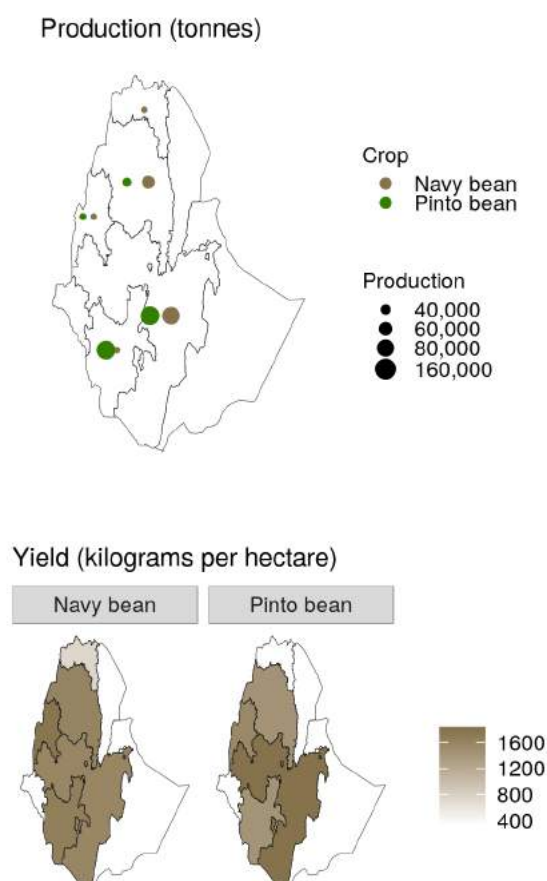 Production (tonnes)
Crop
Navy bean
Pinto bean
Production
40,000
60,000
80,000
160,000
Yield (kilograms per hectare)
Navy bean
Pinto bean
1600
1200
800
400